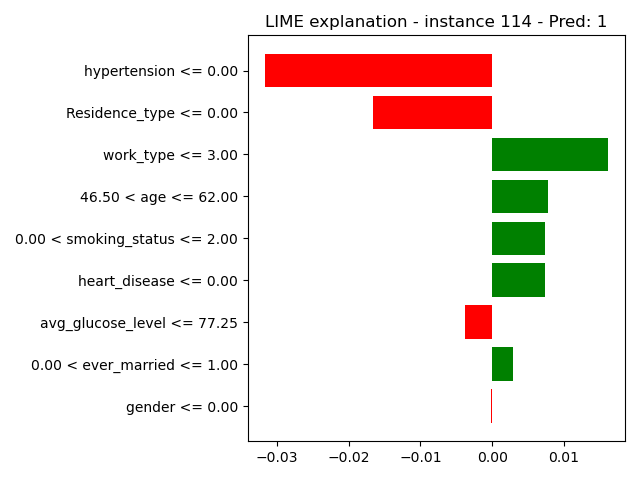 LIME explanation - instance 114 - Pred: 1
hypertension <= 0.00
Residence_type <= 0.00
work_type <= 3.00
46.50 < age <= 62.00
0.00 < smoking_status <= 2.00
heart_disease <= 0.00
avg_glucose_level <= 77.25
0.00 < ever_married <= 1.00
gender <= 0.00
−0.03 −0.02 −0.01 0.00 0.01